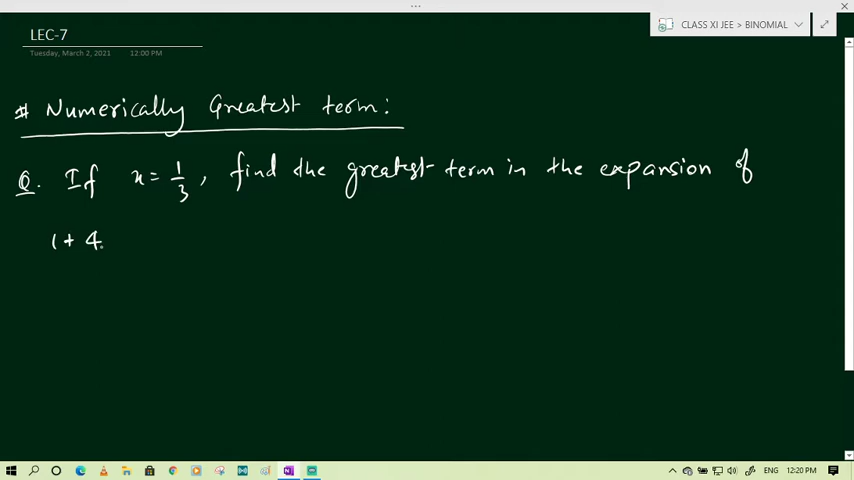 CLASS XI JEE > BINOMIAL
LEC-7
Tuesday, March 2, 2021 12:00 PM
# Numerically Greatest term:
Q. If x = 1/3, find the greatest term in the expansion of
1 + 4
ENG 12:20 PM